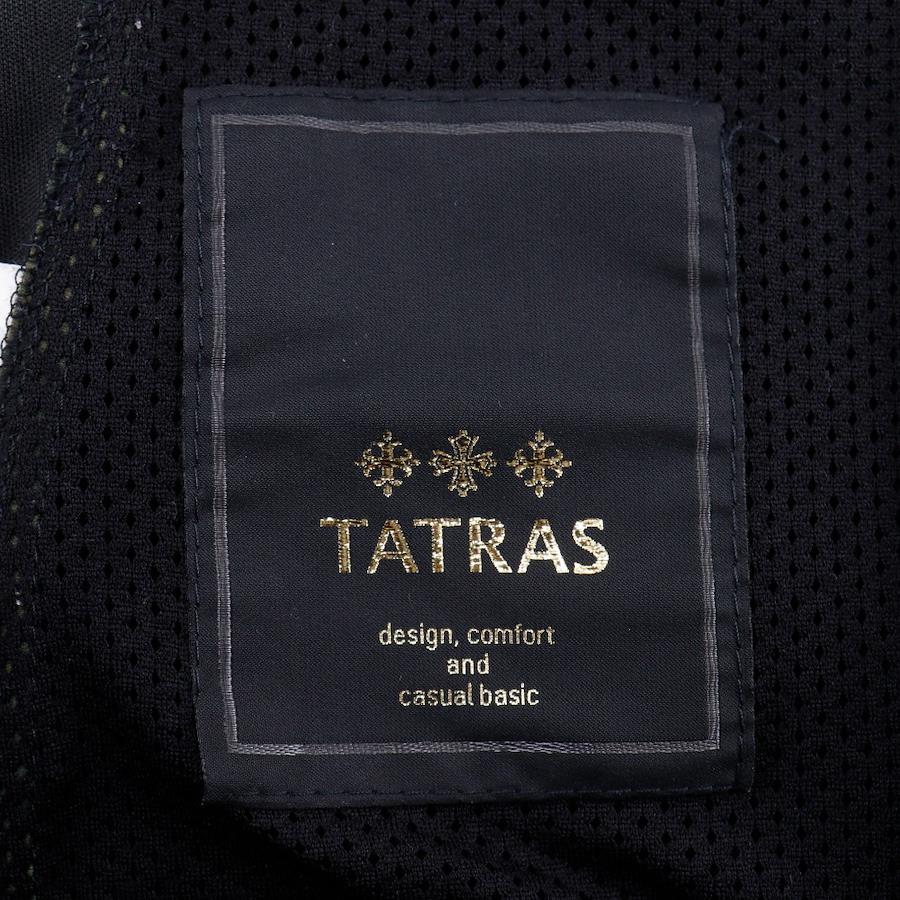 TATRAS
design, comfort
and
casual basic